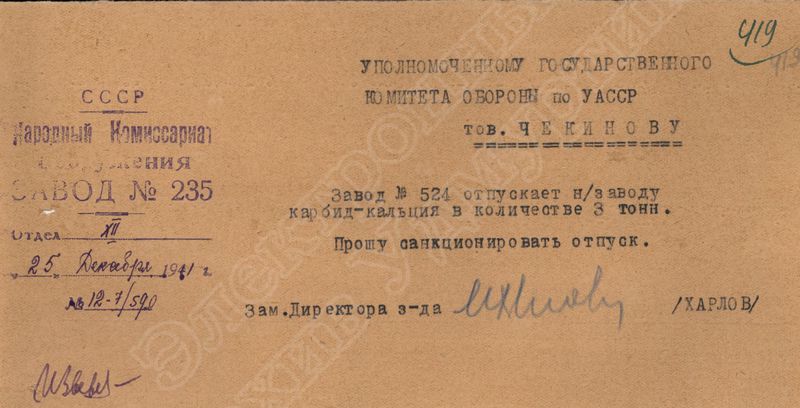 419
419
УПОЛНОМОЧЕННОМУ ГОСУДАРСТВЕННОГО
КОМИТЕТА ОБОРОНЫ по УАССР
тов. ЧЕКИНОВУ
СССР
Народный Комиссариат
Вооружения
ЗАВОД № 235
Отдел XII
„25" Декабря 1941 г.
№ 12-7/590
Завод № 524 отпускает н/заводу
карбид-кальция в количестве 3 тонн.
Прошу санкционировать отпуск.
Зам.Директора з-да /ХАРЛОВ/